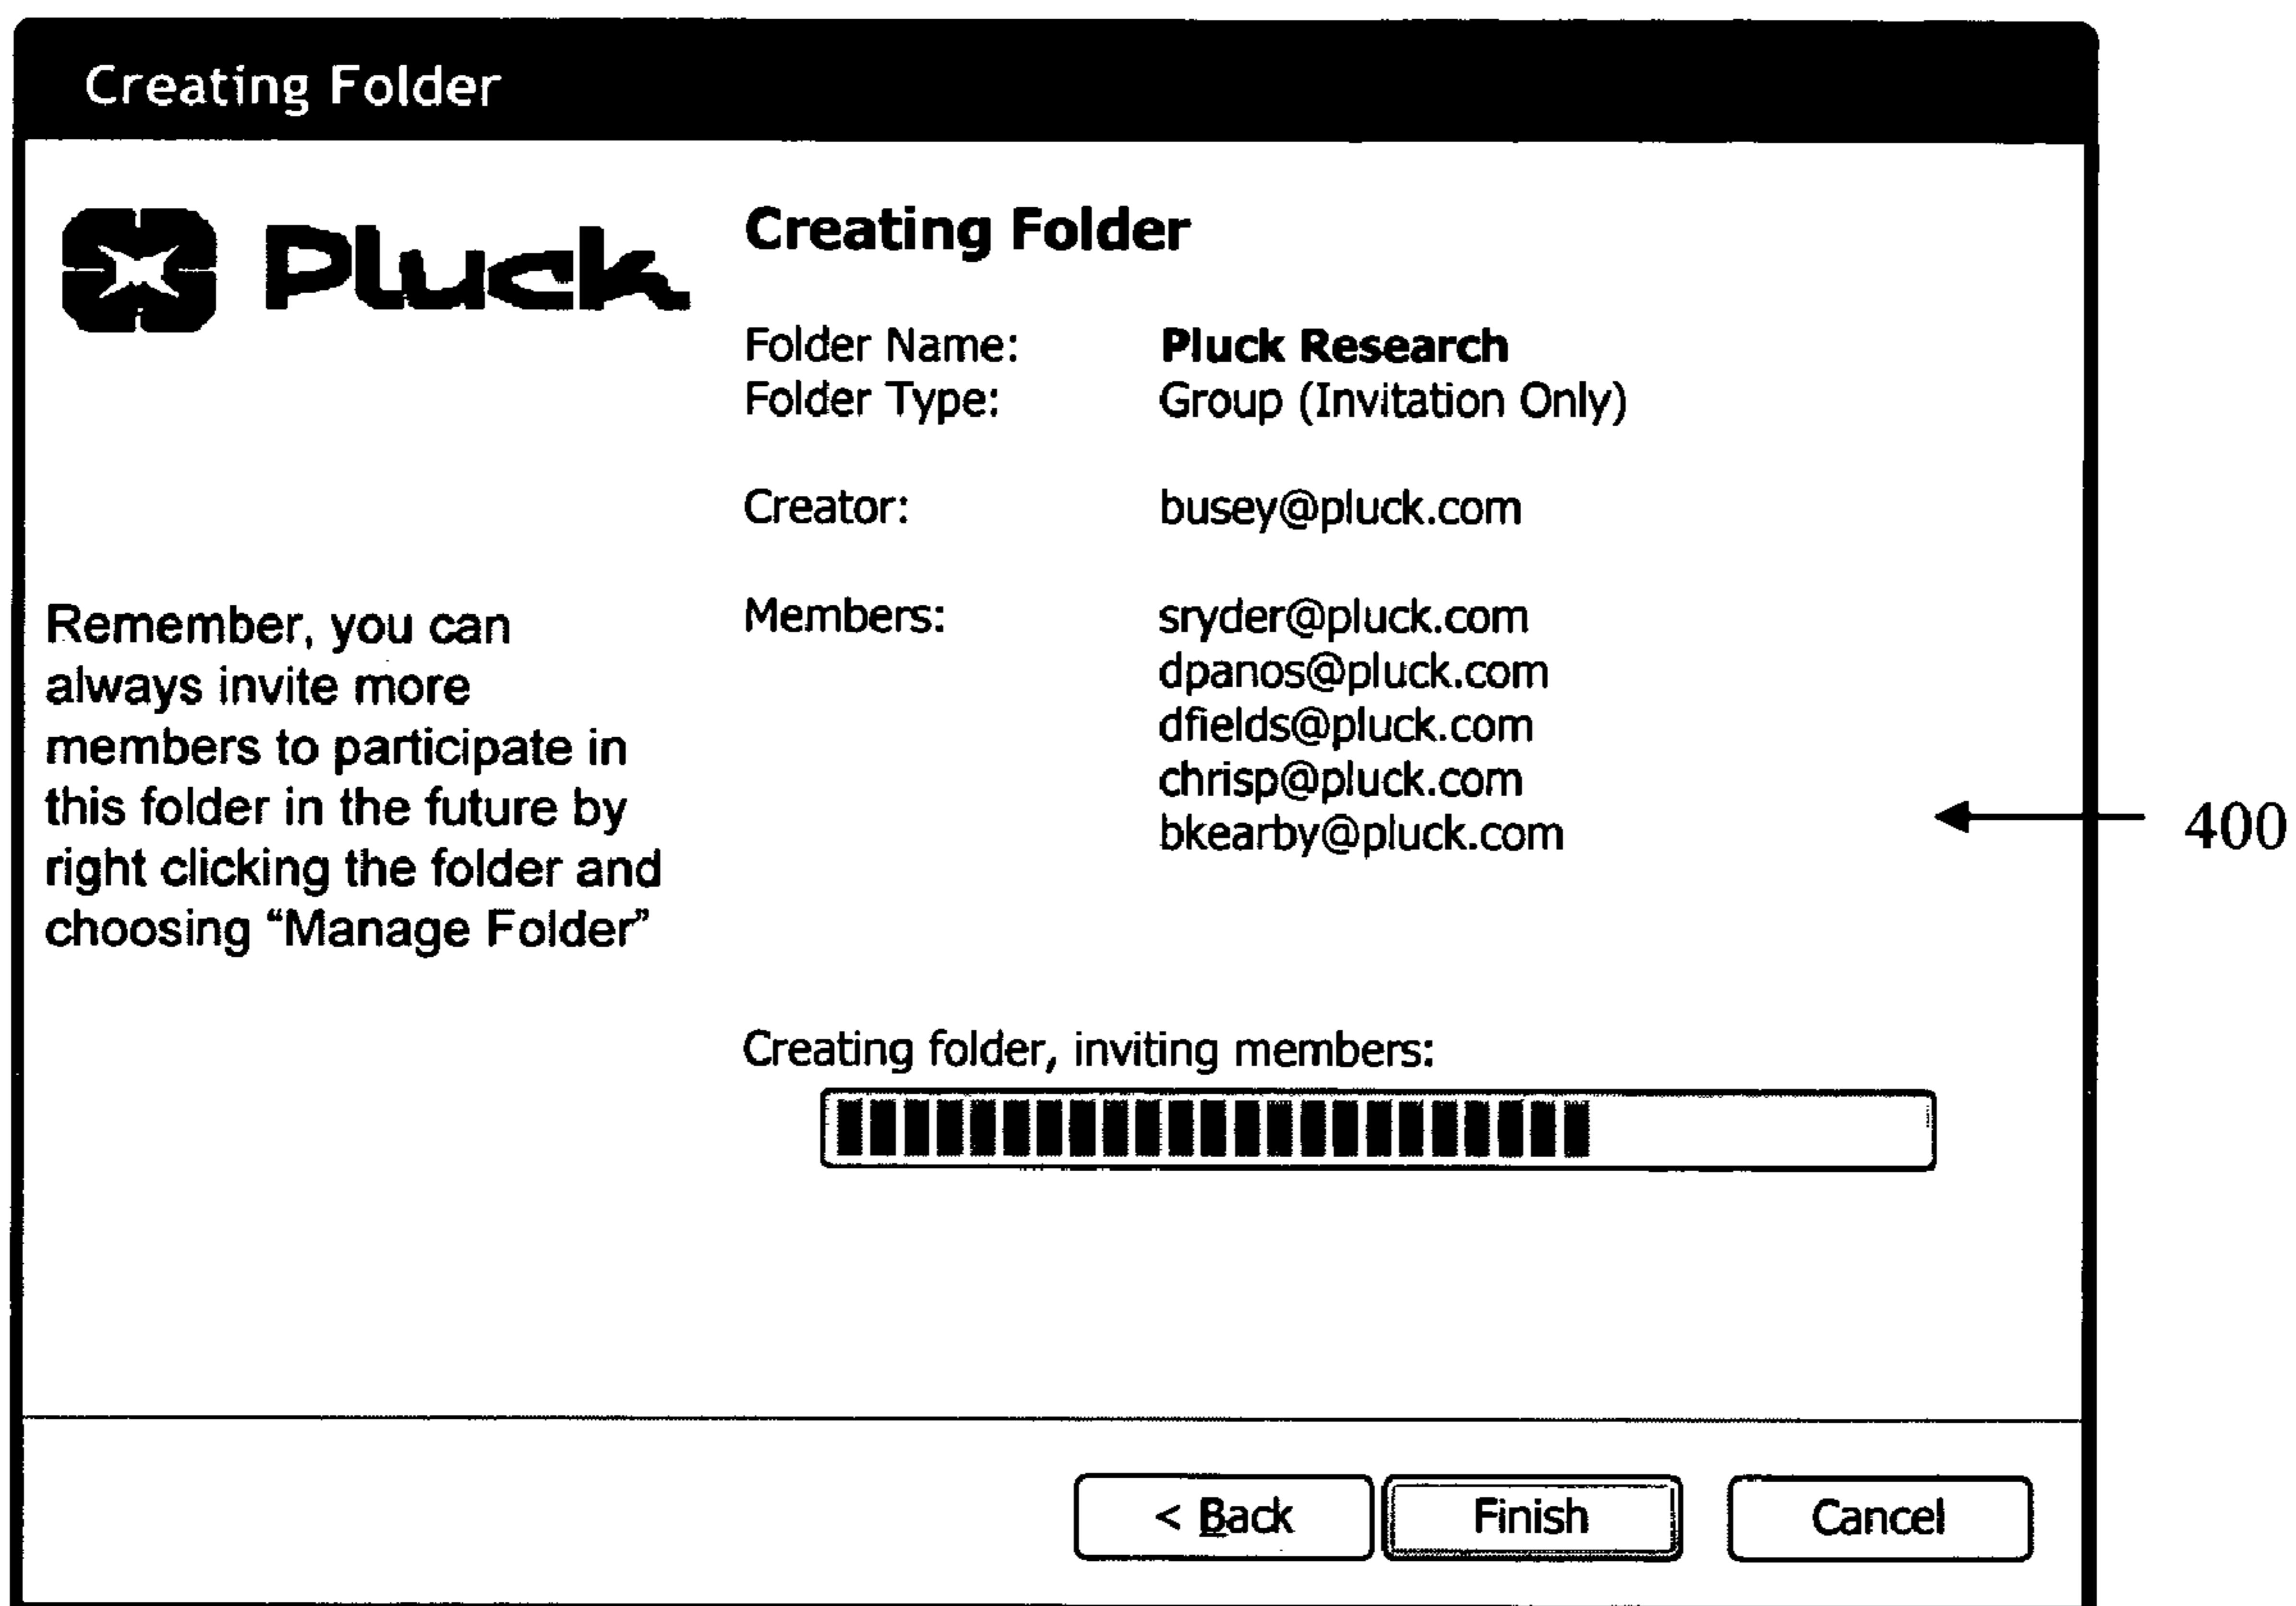 Creating Folder
Pluck
Creating Folder
Folder Name: Pluck Research
Folder Type: Group (Invitation Only)
Creator: busey@pluck.com
Members: sryder@pluck.com
dpanos@pluck.com
dfields@pluck.com
chrisp@pluck.com
bkearby@pluck.com
Remember, you can
always invite more
members to participate in
this folder in the future by
right clicking the folder and
choosing “Manage Folder”
400
Creating folder, inviting members:
< Back
Finish
Cancel